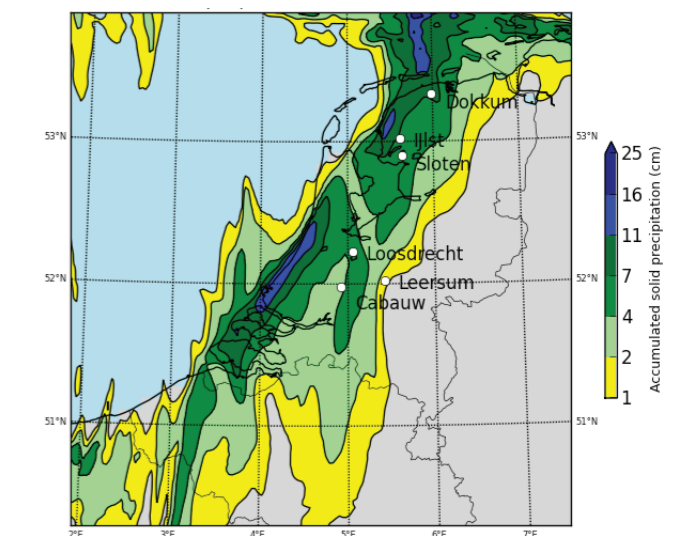 Dokkum
53°N
53°N
IJlst
Sloten
25
16
11
7
4
2
1
Accumulated solid precipitation (cm)
Loosdrecht
52°N
52°N
Leersum
Cabauw
51°N
51°N
2°E
3°E
4°E
5°E
6°E
7°E